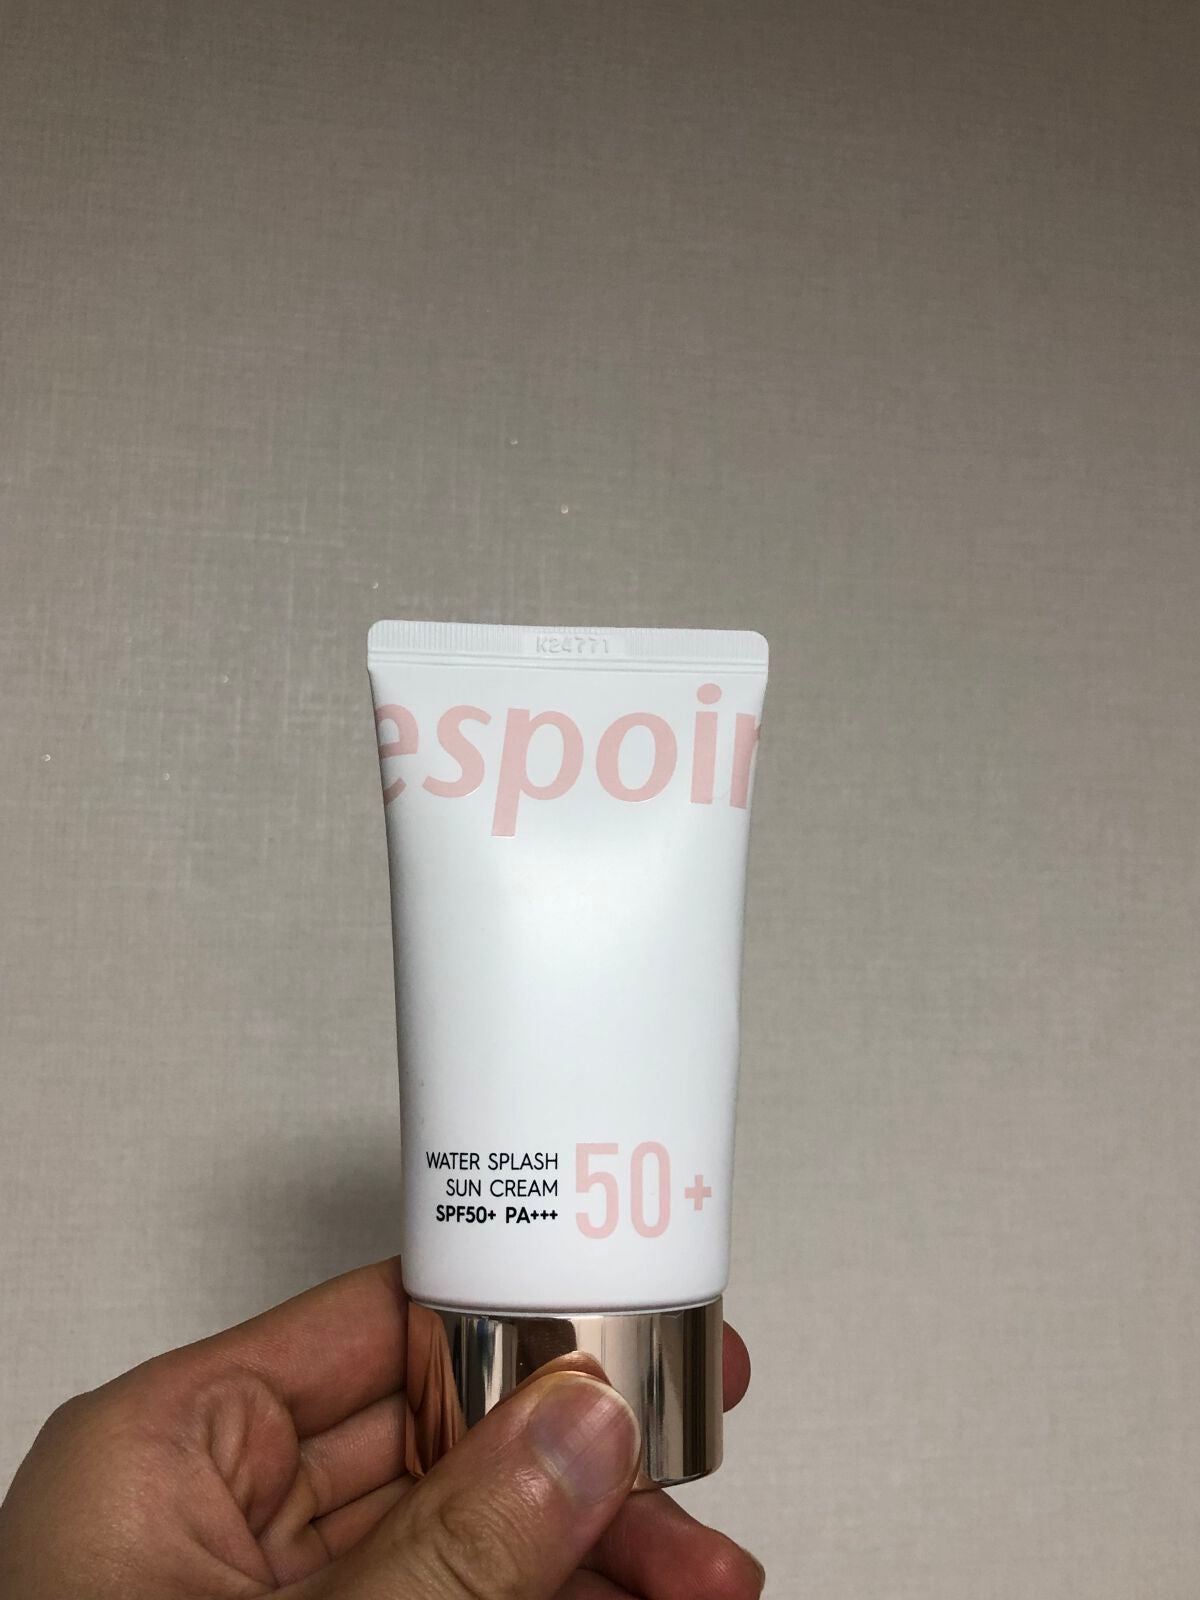 K24771
espoir
WATER SPLASH
SUN CREAM
SPF50+ PA+++
50+